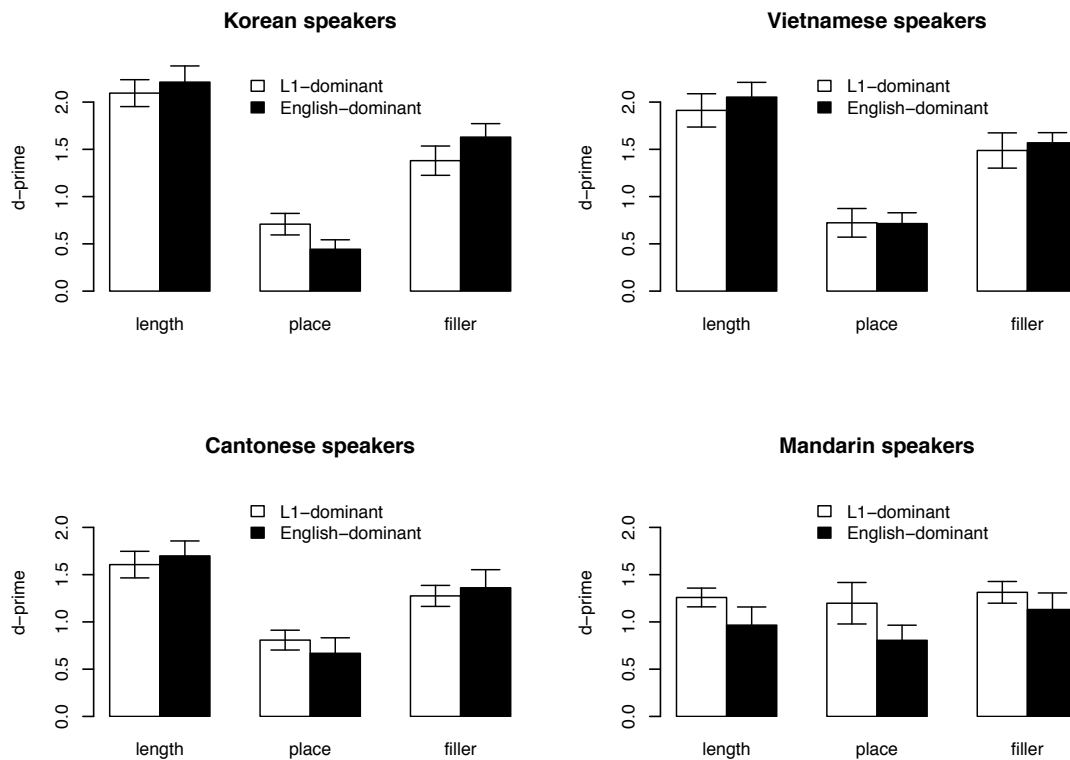 Korean speakers
L1−dominant
English−dominant
d−prime
0.0 0.5 1.0 1.5 2.0
length place filler
Vietnamese speakers
L1−dominant
English−dominant
d−prime
0.0 0.5 1.0 1.5 2.0
length place filler
Cantonese speakers
L1−dominant
English−dominant
d−prime
0.0 0.5 1.0 1.5 2.0
length place filler
Mandarin speakers
L1−dominant
English−dominant
d−prime
0.0 0.5 1.0 1.5 2.0
length place filler